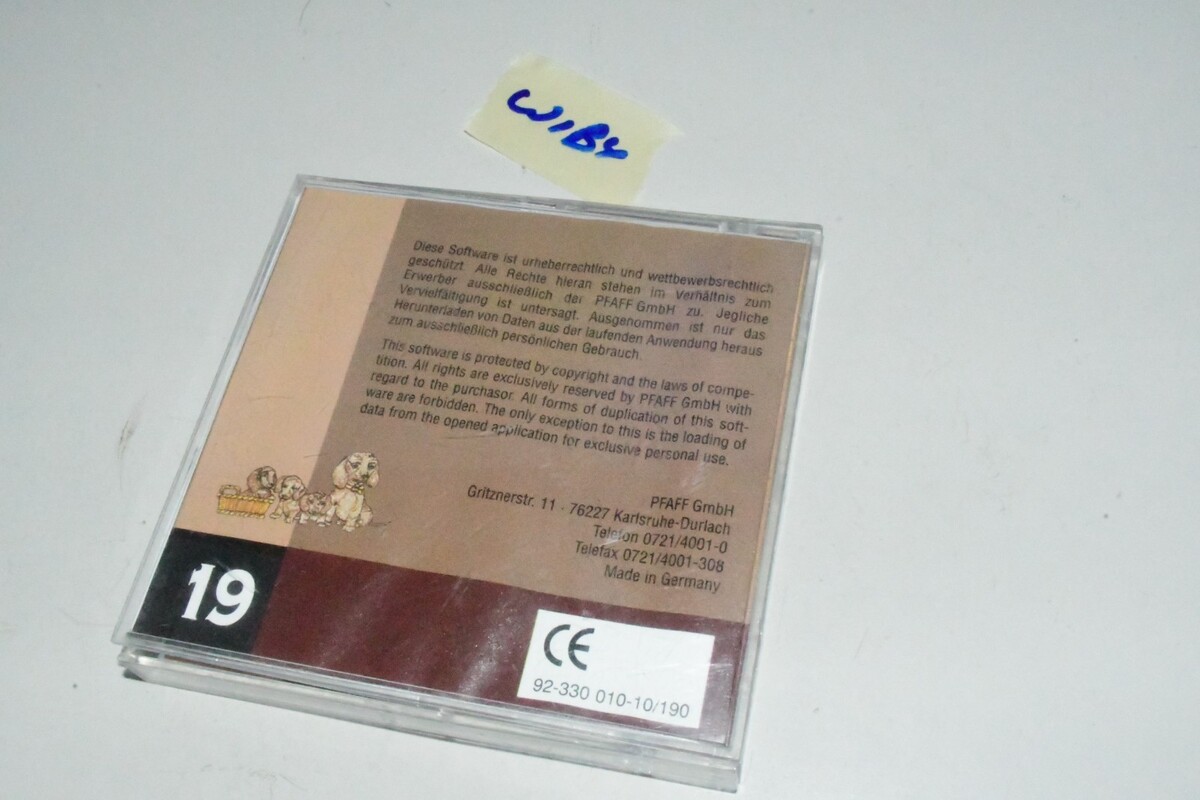 WIBY
Diese Software ist urheberrechtlich und wettbewerbsrechtlich
geschützt. Alle Rechte hieran stehen im Verhältnis zum
Erwerber ausschließlich der PFAFF GmbH zu. Jegliche
Vervielfältigung ist untersagt. Ausgenommen ist nur das
Herunterladen von Daten aus der laufenden Anwendung heraus
zum ausschließlich persönlichen Gebrauch.
This software is protected by copyright and the laws of compe-
tition. All rights are exclusively reserved by PFAFF GmbH with
regard to the purchasor. All forms of duplication of this soft-
ware are forbidden. The only exception to this is the loading of
data from the opened application for exclusive personal use.
PFAFF GmbH
Gritznerstr. 11 · 76227 Karlsruhe-Durlach
Telefon 0721/4001-0
Telefax 0721/4001-308
Made in Germany
19
CE
92-330 010-10/190